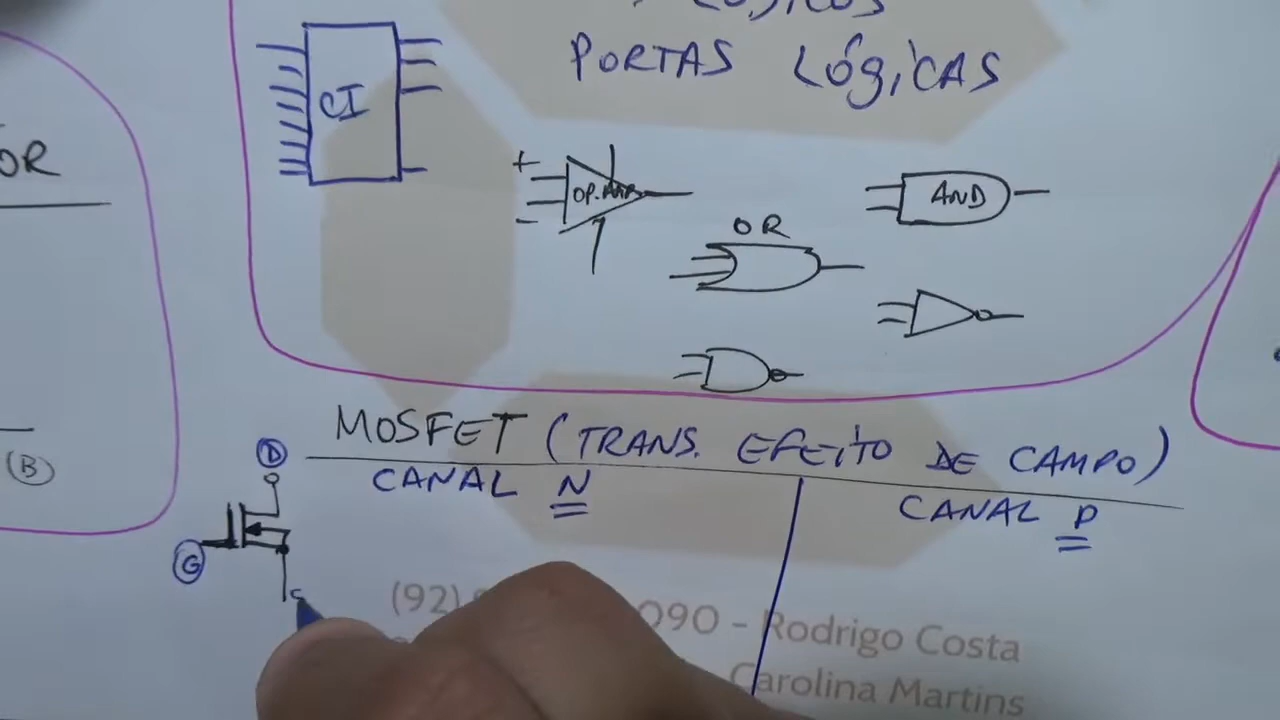 LÓGICOS
PORTAS LÓGICAS
CI
OR
+
OP. AMP
-
AND
OR
(B)
MOSFET (TRANS. EFEITO DE CAMPO)
D
CANAL N
CANAL P
G
S
(92)
090 - Rodrigo Costa
Carolina Martins